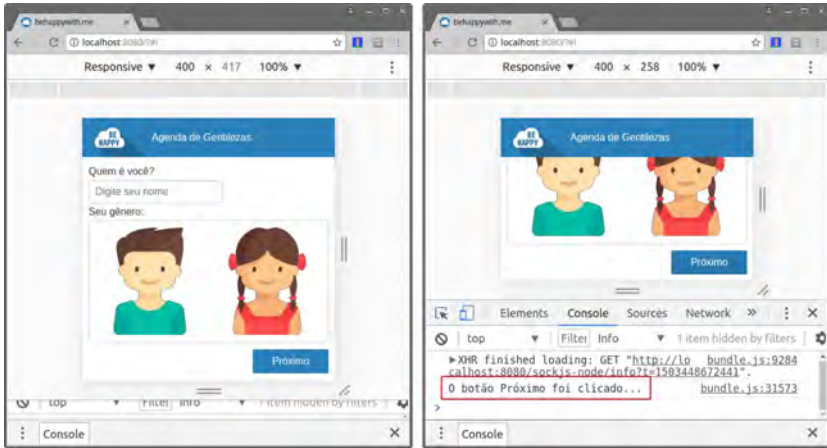 behappywith.me
localhost:8080/?#/
Responsive ▼ 400 × 417 100% ▼
BE HAPPY
Agenda de Gentilezas
Quem é você?
Digite seu nome
Seu gênero:
Próximo
top ▼ Filter Info ▼ 1 item hidden by filters
Console
behappywith.me
localhost:8080/?#/
Responsive ▼ 400 × 258 100% ▼
BE HAPPY
Agenda de Gentilezas
Próximo
Elements Console Sources Network »
top ▼ Filter Info ▼ 1 item hidden by filters
▶XHR finished loading: GET "http://lo bundle.js:9284
calhost:8080/sockjs-node/info?t=1503448672441".
O botão Próximo foi clicado... bundle.js:31573
>
Console